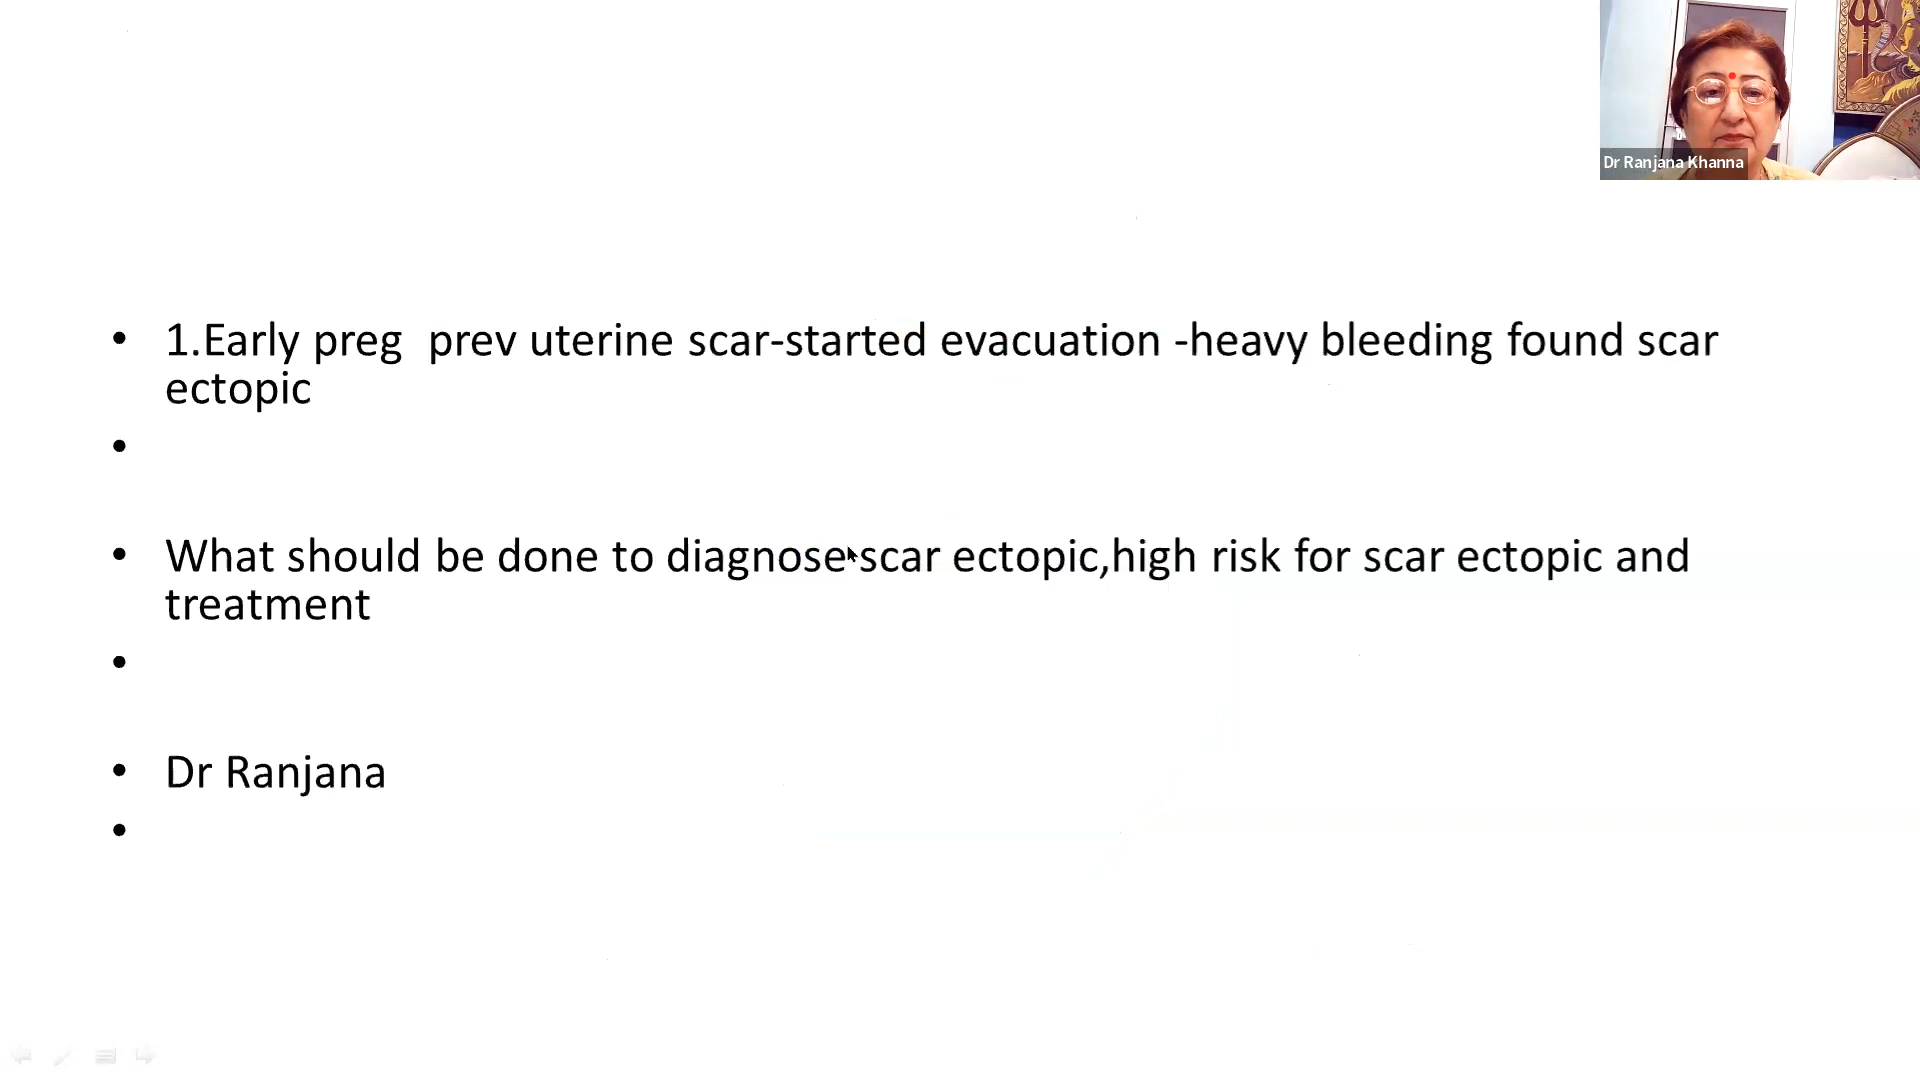 Dr Ranjana Khanna
• 1.Early preg  prev uterine scar-started evacuation -heavy bleeding found scar
ectopic
•
• What should be done to diagnose scar ectopic,high risk for scar ectopic and
treatment
•
• Dr Ranjana
•